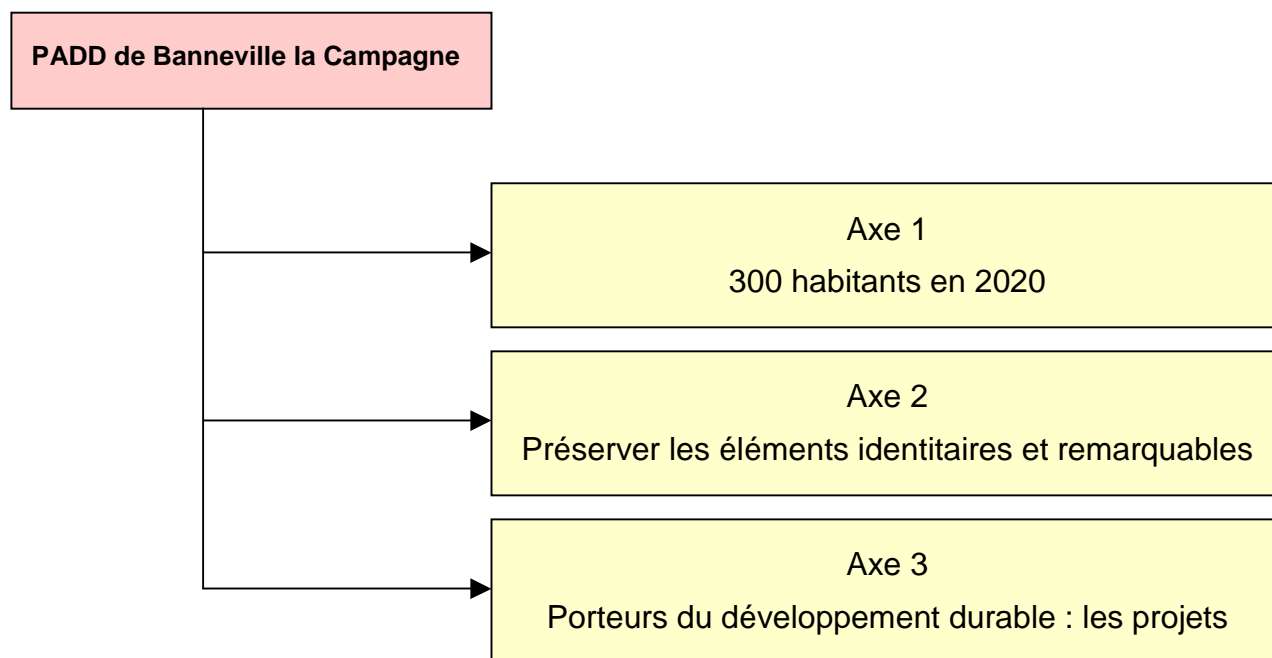 PADD de Banneville la Campagne
Axe 1
300 habitants en 2020
Axe 2
Préserver les éléments identitaires et remarquables
Axe 3
Porteurs du développement durable : les projets